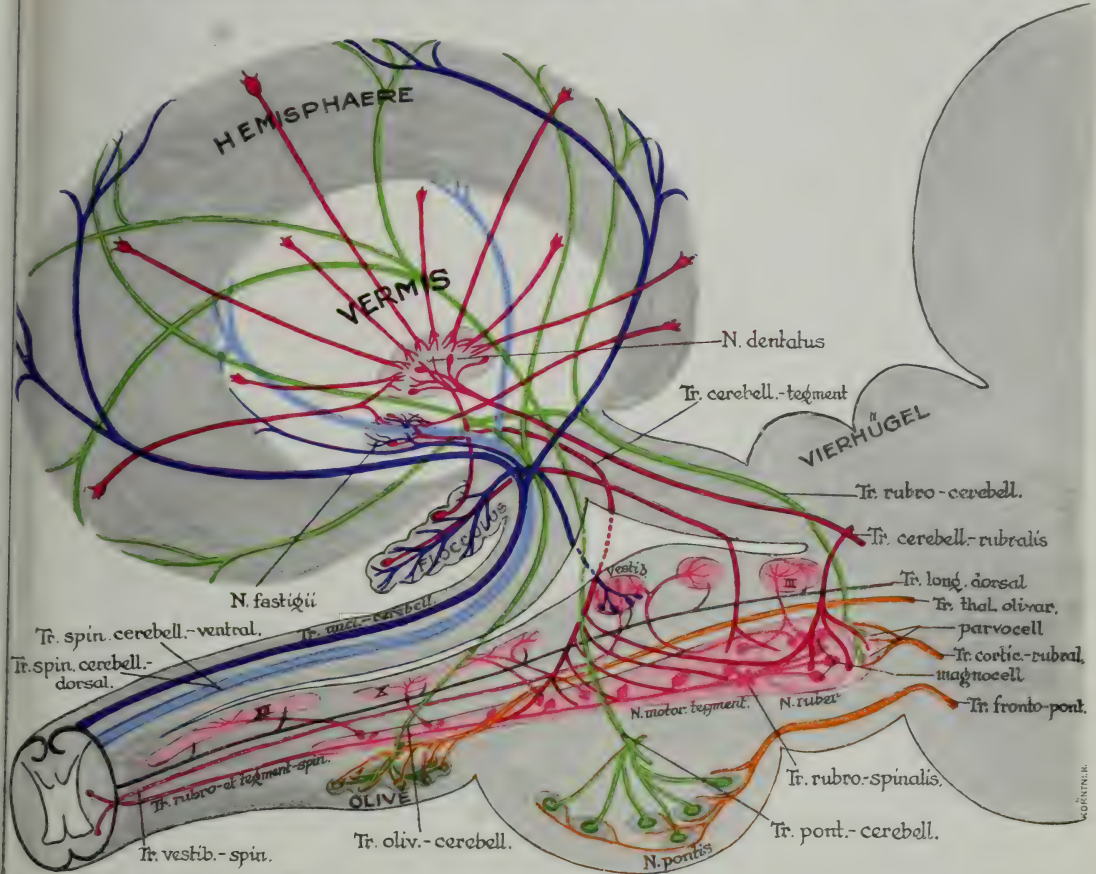 HEMISPHAERE
VERMIS
N. dentatus
Tr. cerebell.-tegment
VIERHÜGEL
Tr. rubro-cerebell.
Tr. cerebell.-rubralis
FLOCCULUS
Vestib.
III
Tr. long. dorsal
N. fastigii
Tr. thal. olivar.
Tr. unci.-cerebell.
Tr. spin. cerebell.-ventral.
parvocell
Tr. spin. cerebell.-
dorsal.
Tr. cortic.-rubral.
magnocell
X
N. motor. tegment.
N. ruber
Tr. fronto-pont.
XII
Tr. rubro-et tegment-spin.
Tr. rubro.-spinalis.
OLIVE
Tr. oliv.-cerebell.
Tr. pont.-cerebell.
Tr. vestib.-spin.
N. pontis